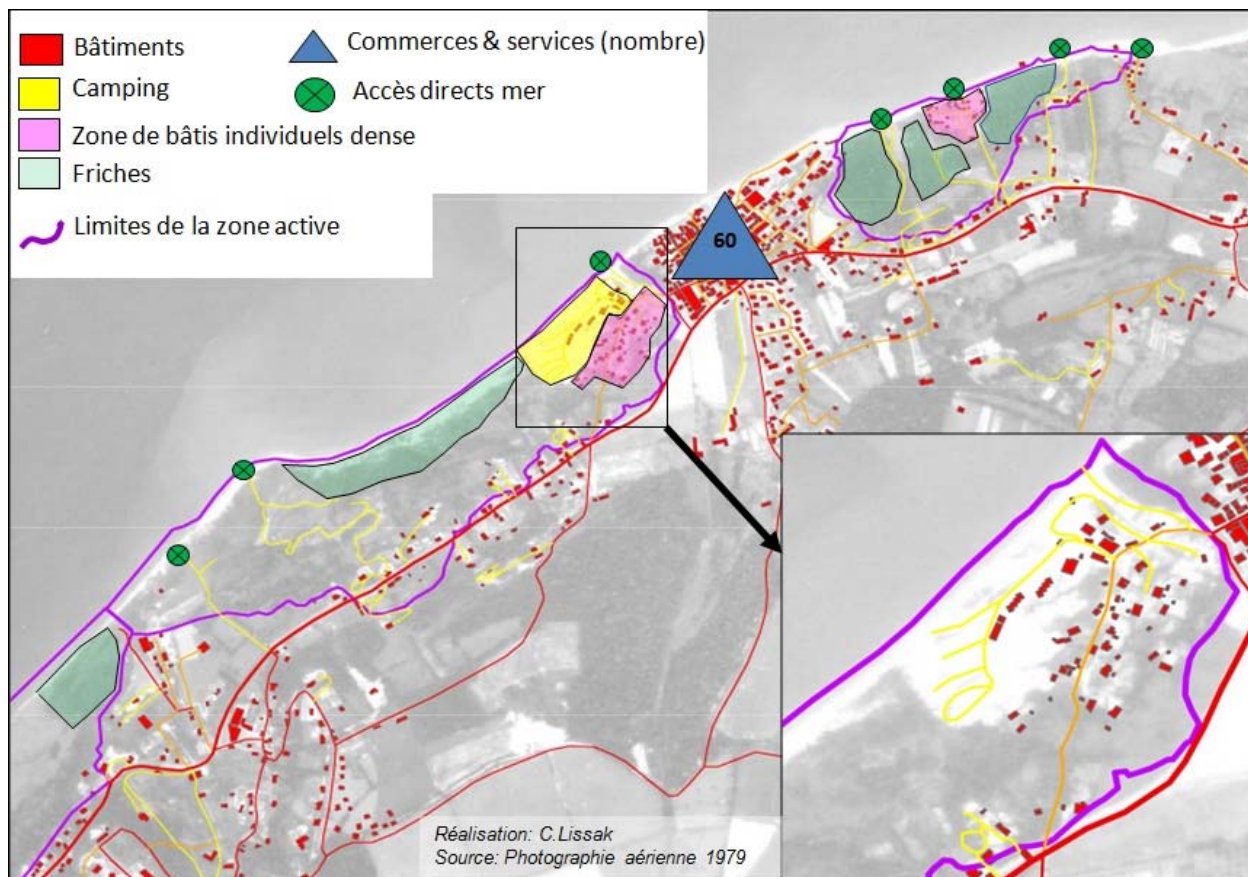 Bâtiments
Commerces & services (nombre)
Camping
Accès directs mer
Zone de bâtis individuels dense
Friches
Limites de la zone active
60
Réalisation: C.Lissak
Source: Photographie aérienne 1979